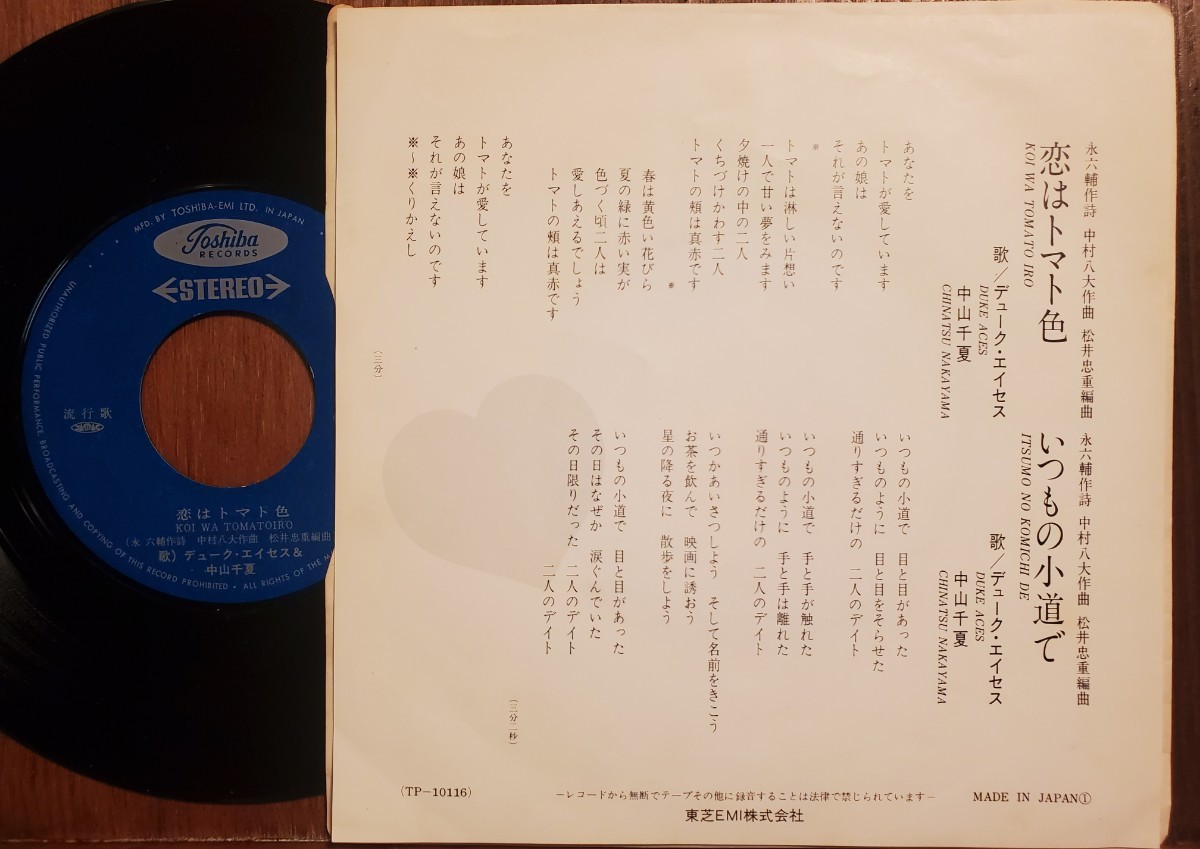 MFD. BY TOSHIBA-EMI LTD. IN JAPAN
Toshiba
RECORDS
STEREO
流行歌
恋はトマト色
KOI WA TOMATOIRO
(永 六輔作詩 中村八大作曲 松井忠重編曲
歌)デューク・エイセス&
中山千夏
UNAUTHORIZED PUBLIC PERFORMANCE, BROADCASTING AND COPYING OF THIS RECORD PROHIBITED • ALL RIGHTS OF THE
永六輔作詩 中村八大作曲 松井忠重編曲
恋はトマト色
KOI WA TOMATO IRO
歌/デューク・エイセス
DUKE ACES
中山千夏
CHINATSU NAKAYAMA
あなたを
トマトが愛しています
あの娘は
それが言えないのです
※
トマトは淋しい片想い
一人で甘い夢をみます
夕焼けの中の二人
くちづけかわす二人
トマトの頬は真赤です
※
春は黄色い花びら
夏の緑に赤い実が
色づく頃二人は
愛しあえるでしょう
トマトの頬は真赤です
あなたを
トマトが愛しています
あの娘は
それが言えないのです
※~※くりかえし
(三分)
永六輔作詩 中村八大作曲 松井忠重編曲
いつもの小道で
ITSUMO NO KOMICHI DE
歌/デューク・エイセス
DUKE ACES
中山千夏
CHINATSU NAKAYAMA
いつもの小道で 目と目があった
いつものように 目と目をそらせた
通りすぎるだけの 二人のデイト
いつもの小道で 手と手が触れた
いつものように 手と手は離れた
通りすぎるだけの 二人のデイト
いつかあいさつしよう そして名前をきこう
お茶を飲んで 映画に誘おう
星の降る夜に 散歩をしよう
いつもの小道で 目と目があった
その日はなぜか 涙ぐんでいた
その日限りだった 二人のデイト
二人のデイト
(三分二秒)
(TP-10116)
–レコードから無断でテープその他に録音することは法律で禁じられています–
MADE IN JAPAN①
東芝EMI株式会社